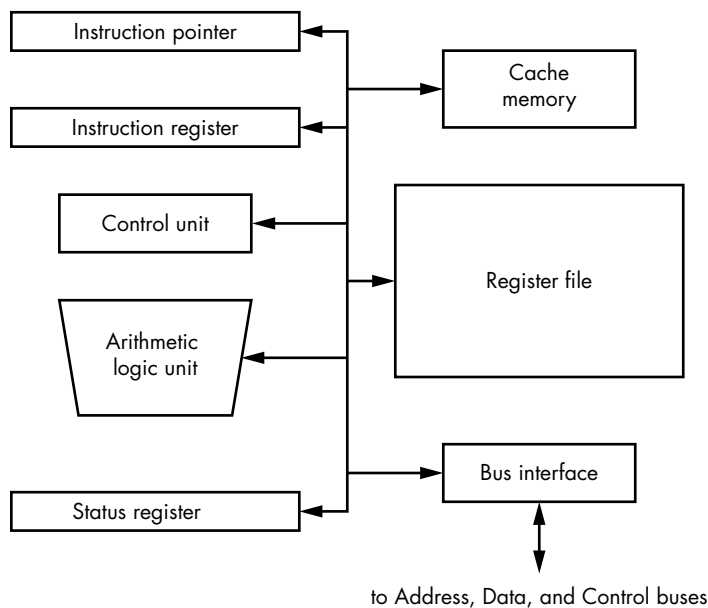 Instruction pointer
Cache
memory
Instruction register
Control unit
Register file
Arithmetic
logic unit
Bus interface
Status register
to Address, Data, and Control buses